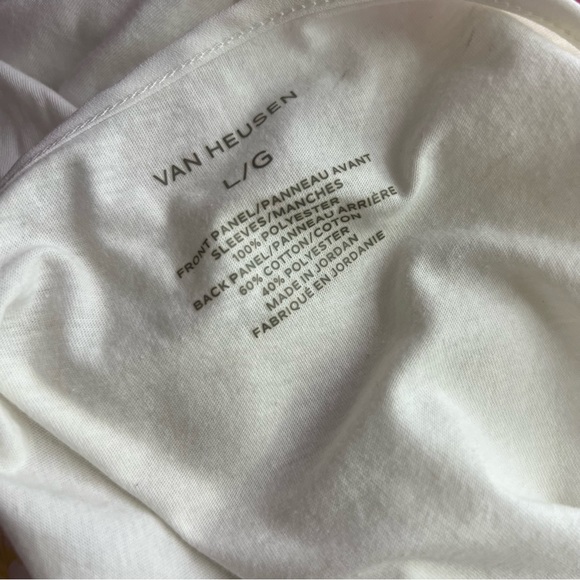 VAN HEUSEN
L/G
FRONT PANEL/PANNEAU AVANT
SLEEVES/MANCHES
100% POLYESTER
BACK PANEL/PANNEAU ARRIÈRE
60% COTTON/COTON
40% POLYESTER
MADE IN JORDAN
FABRIQUÉ EN JORDANIE